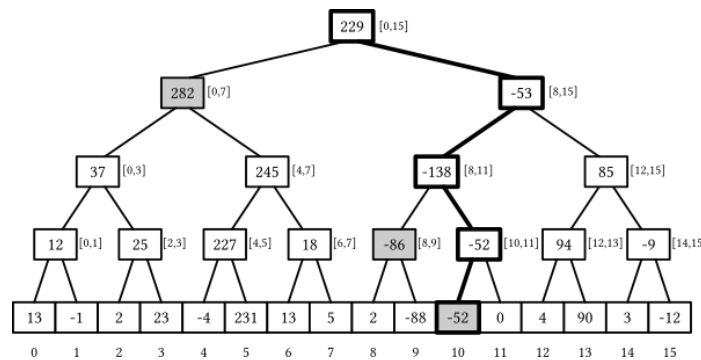 229 [0,15]
282 [0,7] -53 [8,15]
37 [0,3] 245 [4,7] -138 [8,11] 85 [12,15]
12 [0,1] 25 [2,3] 227 [4,5] 18 [6,7] -86 [8,9] -52 [10,11] 94 [12,13] -9 [14,15
13 -1 2 23 -4 231 13 5 2 -88 -52 0 4 90 3 -12
0 1 2 3 4 5 6 7 8 9 10 11 12 13 14 15